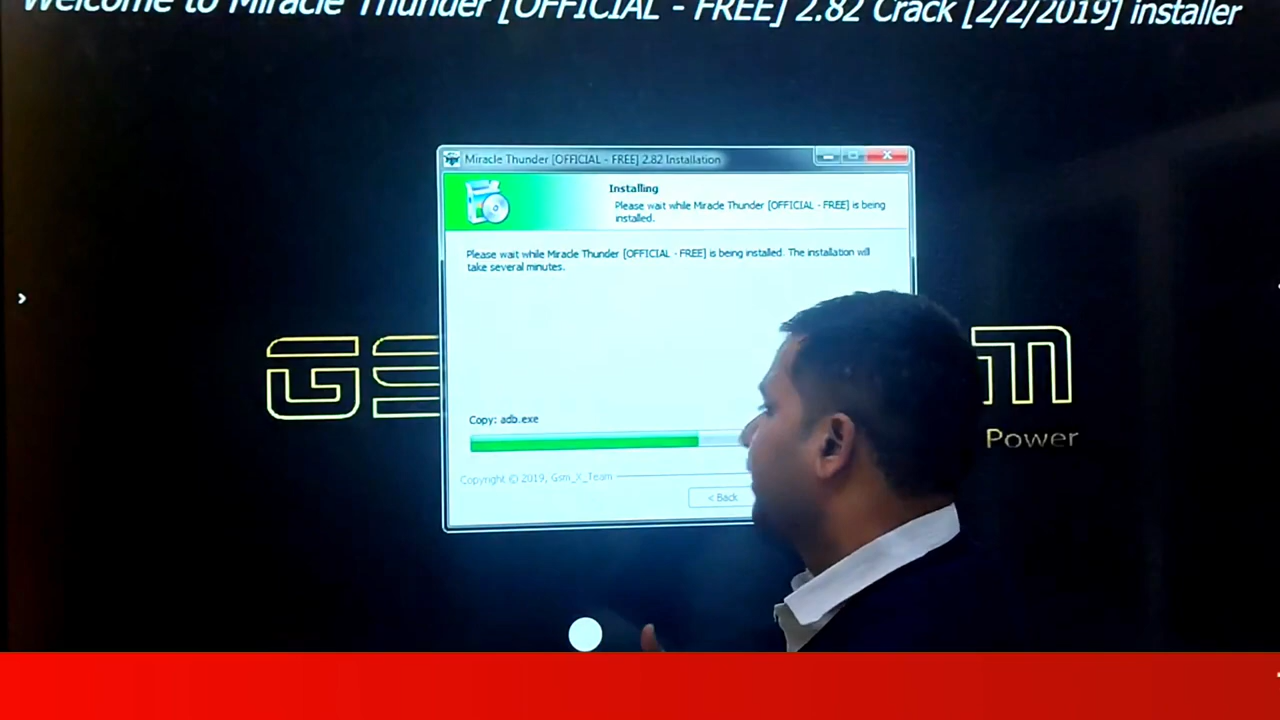 Welcome to Miracle Thunder [OFFICIAL - FREE] 2.82 Crack [2/2/2019] installer
Miracle Thunder [OFFICIAL - FREE] 2.82 Installation
Installing
Please wait while Miracle Thunder [OFFICIAL - FREE] is being
installed.
Please wait while Miracle Thunder [OFFICIAL - FREE] is being installed. The installation will
take several minutes.
Copy: adb.exe
Power
Copyright © 2019, Gsm_X_Team
< Back